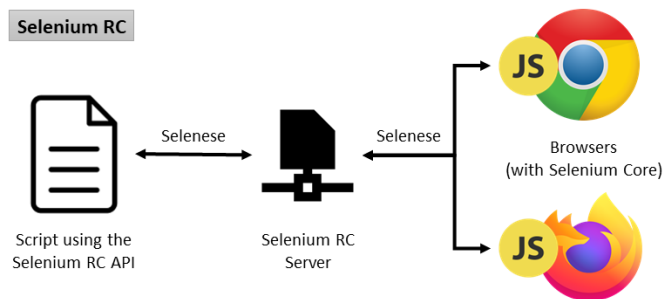 Selenium RC
Selenese
Selenese
JS
Browsers
(with Selenium Core)
JS
Script using the
Selenium RC API
Selenium RC
Server